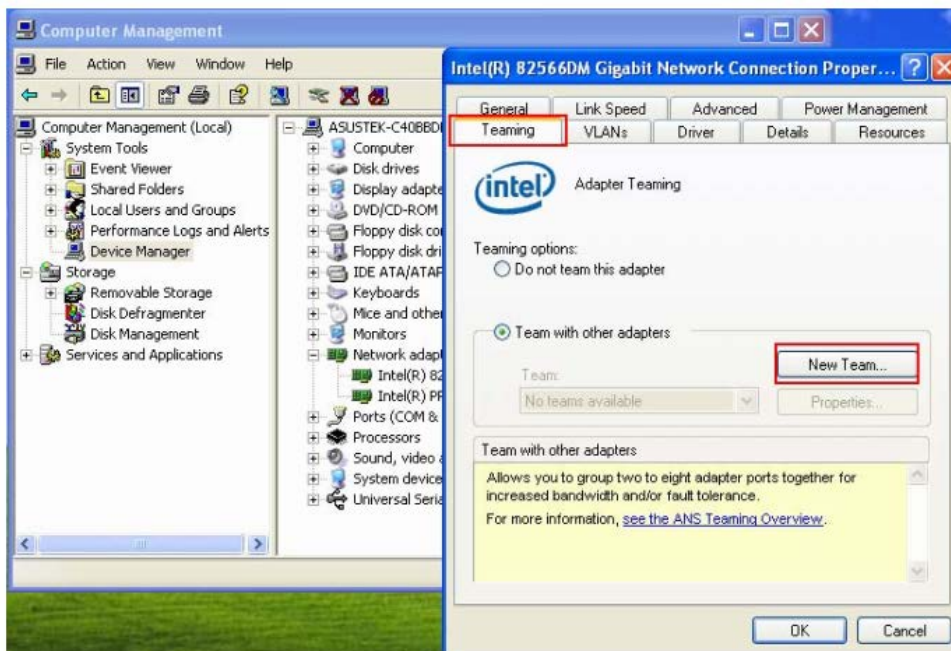 Computer Management
File Action View Window Help
Computer Management (Local)
System Tools
Event Viewer
Shared Folders
Local Users and Groups
Performance Logs and Alerts
Device Manager
Storage
Removable Storage
Disk Defragmenter
Disk Management
Services and Applications
ASUSTEK-C40BBD
Computer
Disk drives
Display adapte
DVD/CD-ROM
Floppy disk co
Floppy disk dri
IDE ATA/ATAP
Keyboards
Mice and other
Monitors
Network adapt
Intel(R) 82
Intel(R) PR
Ports (COM &
Processors
Sound, video a
System device
Universal Seria
Intel(R) 82566DM Gigabit Network Connection Proper...
General Link Speed Advanced Power Management
Teaming VLANs Driver Details Resources
intel
Adapter Teaming
Teaming options:
Do not team this adapter
Team with other adapters
New Team...
Team:
No teams available
Properties...
Team with other adapters
Allows you to group two to eight adapter ports together for
increased bandwidth and/or fault tolerance.
For more information, see the ANS Teaming Overview.
OK Cancel